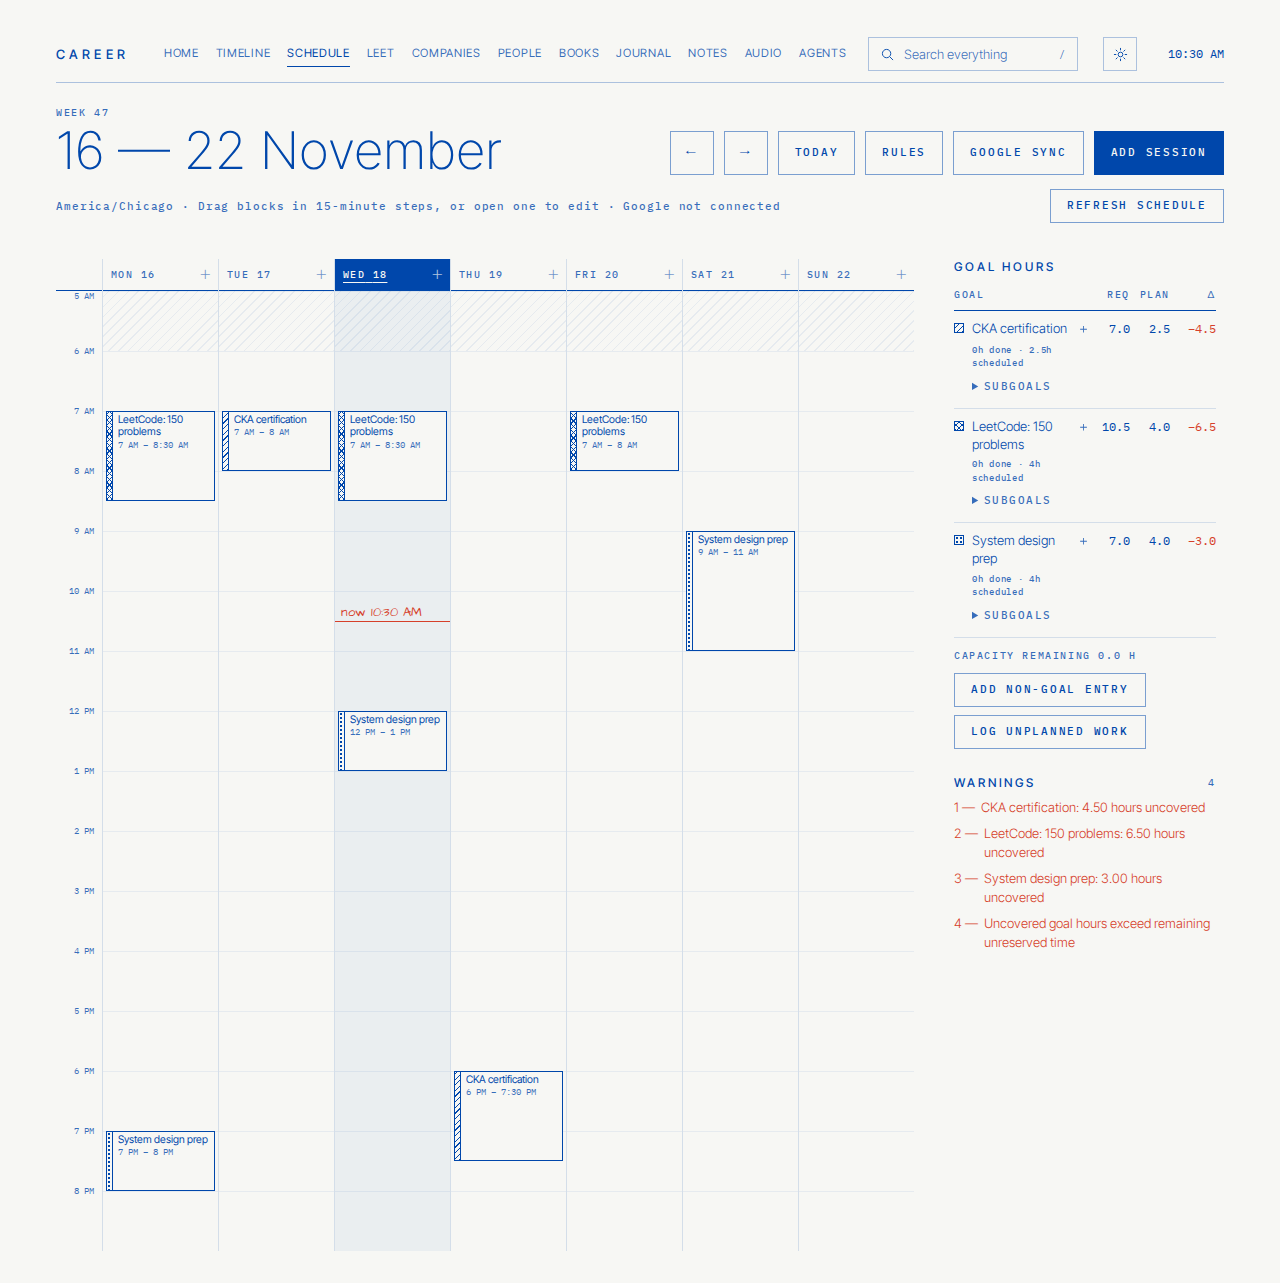 CAREER HOME TIMELINE SCHEDULE LEET COMPANIES PEOPLE BOOKS JOURNAL NOTES AUDIO AGENTS Search everything / 10:30 AM
WEEK 47
16 — 22 November
← → TODAY RULES GOOGLE SYNC ADD SESSION
America/Chicago · Drag blocks in 15-minute steps, or open one to edit · Google not connected
REFRESH SCHEDULE
MON 16 + TUE 17 + WED 18 + THU 19 + FRI 20 + SAT 21 + SUN 22 +
5 AM
6 AM
7 AM
8 AM
9 AM
10 AM
11 AM
12 PM
1 PM
2 PM
3 PM
4 PM
5 PM
6 PM
7 PM
8 PM
LeetCode: 150
problems
7 AM – 8:30 AM
System design prep
7 PM – 8 PM
CKA certification
7 AM – 8 AM
LeetCode: 150
problems
7 AM – 8:30 AM
now 10:30 AM
System design prep
12 PM – 1 PM
CKA certification
6 PM – 7:30 PM
LeetCode: 150
problems
7 AM – 8 AM
System design prep
9 AM – 11 AM
GOAL HOURS
GOAL REQ PLAN Δ
CKA certification + 7.0 2.5 −4.5
0h done · 2.5h
scheduled
▶ SUBGOALS
LeetCode: 150 + 10.5 4.0 −6.5
problems
0h done · 4h
scheduled
▶ SUBGOALS
System design + 7.0 4.0 −3.0
prep
0h done · 4h
scheduled
▶ SUBGOALS
CAPACITY REMAINING 0.0 H
ADD NON-GOAL ENTRY
LOG UNPLANNED WORK
WARNINGS 4
1 — CKA certification: 4.50 hours uncovered
2 — LeetCode: 150 problems: 6.50 hours
uncovered
3 — System design prep: 3.00 hours
uncovered
4 — Uncovered goal hours exceed remaining
unreserved time